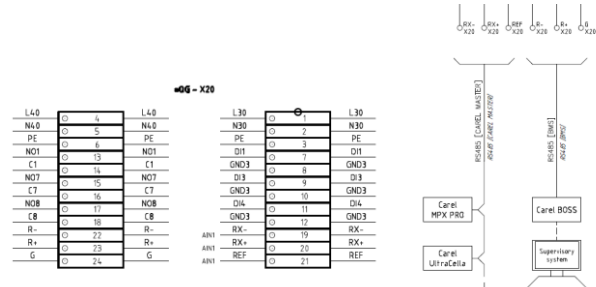 RX- RX+ REF R- R+ G
X20 X20 X20 X20 X20 X20
=QG - X20
L40 4 L40
N40 5 N40
PE 6 PE
NO1 13 NO1
C1 14 C1
NO7 15 NO7
C7 16 C7
NO8 17 NO8
C8 18 C8
R- 22 R-
R+ 23 R+
G 24 G
L30 1 L30
N30 2 N30
PE 3 PE
DI1 7 DI1
GND3 8 GND3
DI3 9 DI3
GND3 10 GND3
DI4 11 DI4
GND3 12 GND3
AIN1 RX- 19 RX-
AIN1 RX+ 20 RX+
AIN1 REF 21 REF
RS485 [CAREL MASTER]
RS485 [CAREL MASTER]
RS485 [BMS]
RS485 [BMS]
Carel
MPX PRO
Carel BOSS
Carel
UltraCella
Supervisory
system